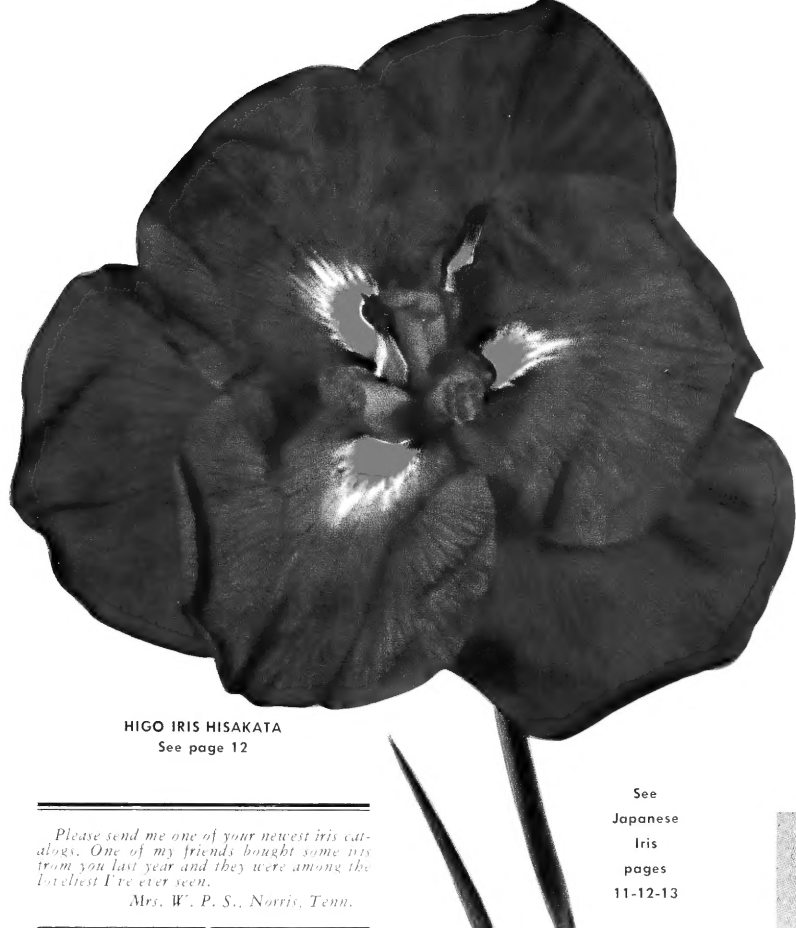 HIGO IRIS HISAKATA
See page 12
Please send me one of your newest iris cat-
alogs. One of my friends bought some iris
from you last year and they were among the
loveliest I've ever seen.
Mrs. W. P. S., Norris, Tenn.
See
Japanese
Iris
pages
11-12-13